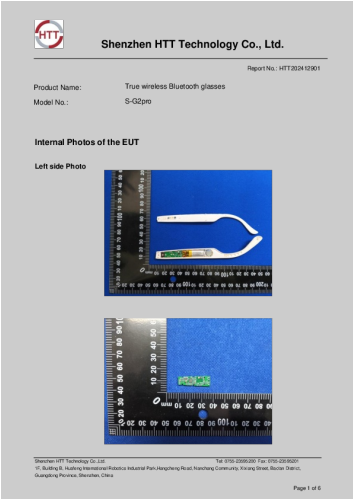 HTT
Shenzhen HTT Technology Co., Ltd.
Report No.: HTT202412901
Product Name: True wireless Bluetooth glasses
Model No.: S-G2pro
Internal Photos of the EUT
Left side Photo
Shenzhen HTT Technology Co.,Ltd. Tel: 0755-23595200 Fax: 0755-23595201
1F, Building B, Huafeng International Robotics Industrial Park, Hangcheng Road, Nanchang Community, Xixiang Street, Baoan District,
Guangdong Province, Shenzhen, China
Page 1 of 6